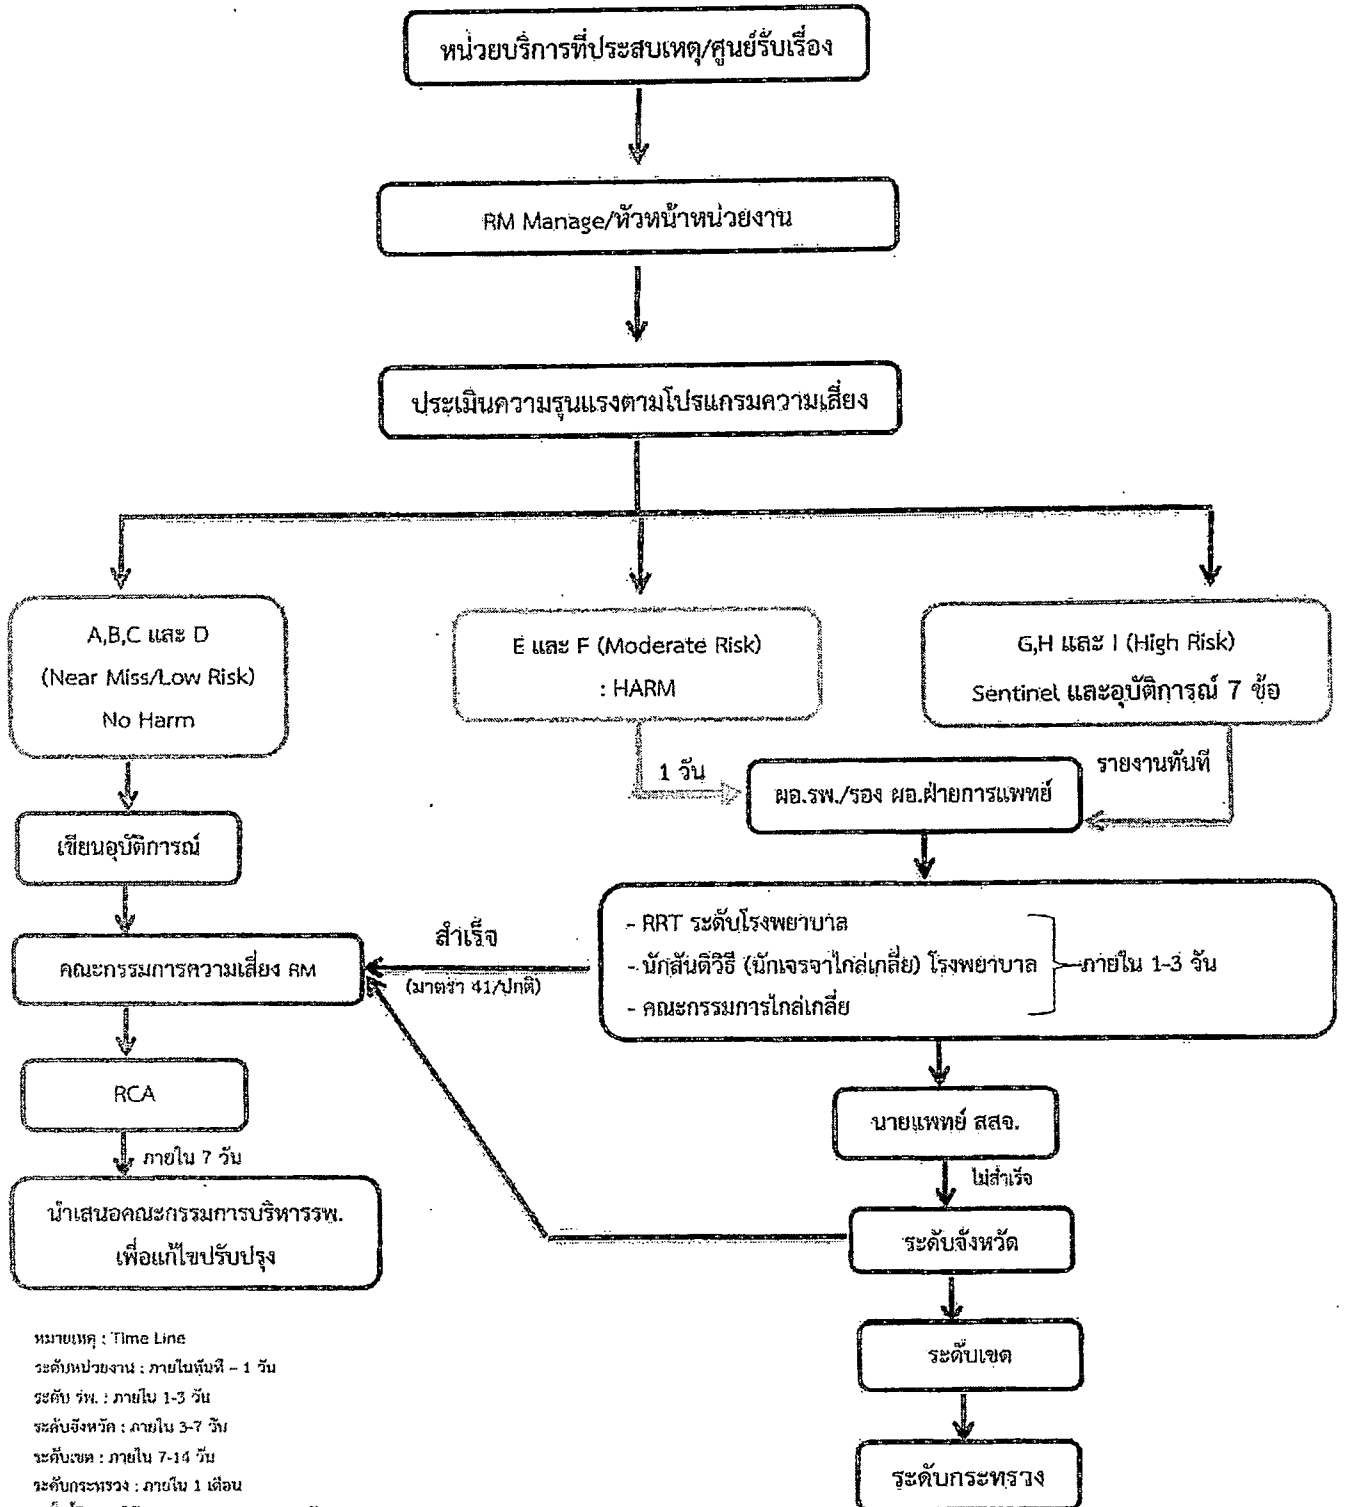 หน่วยบริการที่ประสบเหตุ/ศูนย์รับเรื่อง
RM Manage/หัวหน้าหน่วยงาน
ประเมินความรุนแรงตามโปรแกรมความเสี่ยง
A,B,C และ D
(Near Miss/Low Risk)
No Harm
E และ F (Moderate Risk)
: HARM
G,H และ I (High Risk)
Sentinel และอุบัติการณ์ 7 ข้อ
1 วัน
รายงานทันที
ผอ.รพ./รอง ผอ.ฝ่ายการแพทย์
เขียนอุบัติการณ์
- RRT ระดับโรงพยาบาล
- นักสันติวิธี (นักเจรจาไกล่เกลี่ย) โรงพยาบาล
- คณะกรรมการไกล่เกลี่ย
ภายใน 1-3 วัน
สำเร็จ
(มาตรา 41/ปกติ)
คณะกรรมการความเสี่ยง RM
RCA
ภายใน 7 วัน
นำเสนอคณะกรรมการบริหารรพ.
เพื่อแก้ไขปรับปรุง
นายแพทย์ สสจ.
ไม่สำเร็จ
ระดับจังหวัด
ระดับเขต
ระดับกระทรวง
หมายเหตุ : Time Line
ระดับหน่วยงาน : ภายในทันที – 1 วัน
ระดับ รพ. : ภายใน 1-3 วัน
ระดับจังหวัด : ภายใน 3-7 วัน
ระดับเขต : ภายใน 7-14 วัน
ระดับกระทรวง : ภายใน 1 เดือน